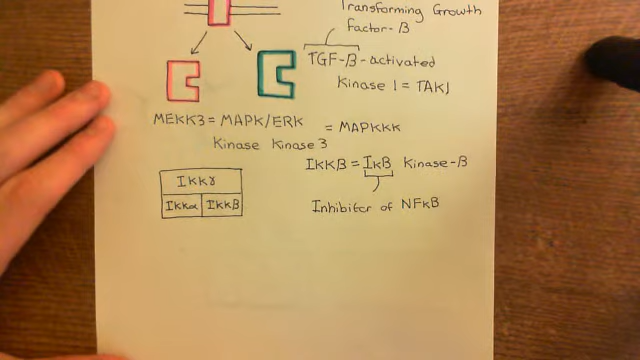 Transforming Growth
Factor-β
TGF-β-activated
Kinase 1 = TAK1
MEKK3 = MAPK/ERK
Kinase Kinase 3
= MAPKKK
IKKβ = IκB Kinase-β
Inhibitor of NFκB
IKKγ
IKKα IKKβ